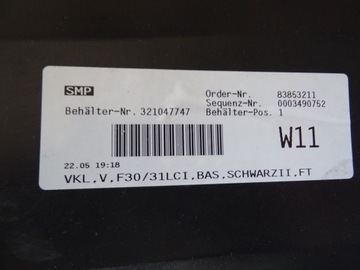 SMP
Order-Nr. 83863211
Sequenz-Nr. 0003490752
Behälter-Nr. 321047747 Behälter-Pos. 1
W11
22.05 19:18
VKL,V,F30/31LCI,BAS,SCHWARZII,FT